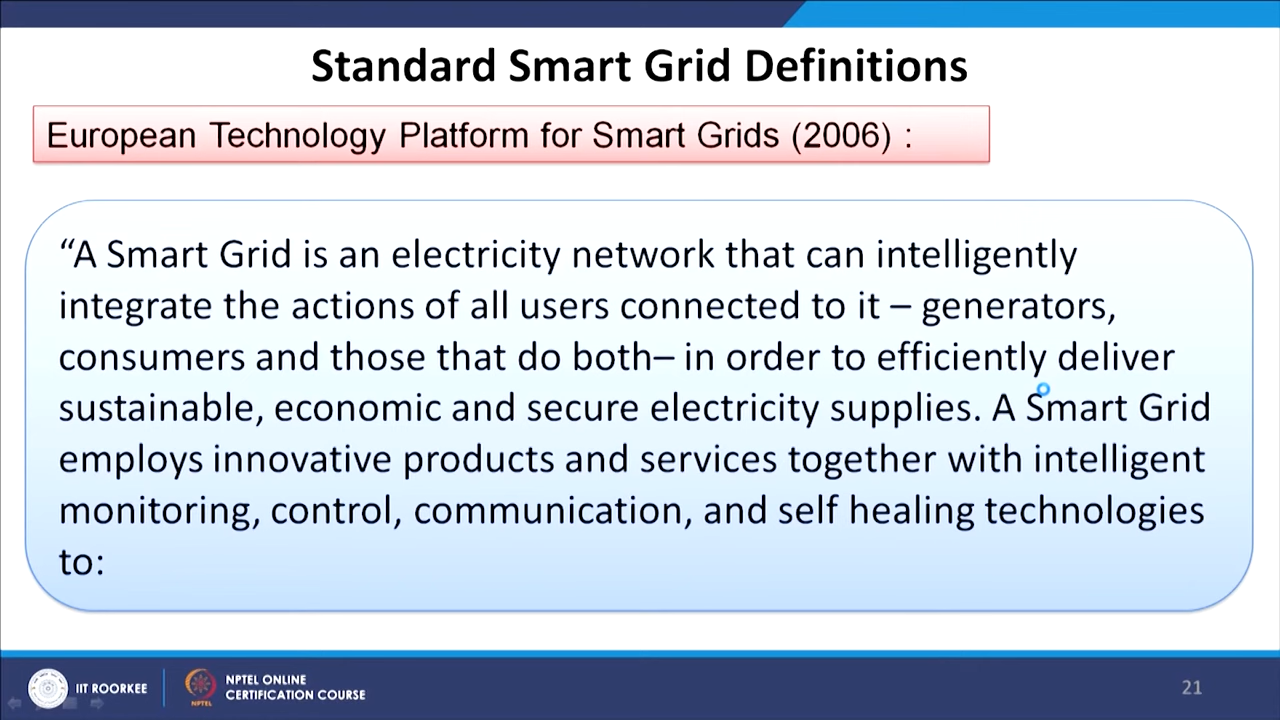 Standard Smart Grid Definitions
European Technology Platform for Smart Grids (2006) :
“A Smart Grid is an electricity network that can intelligently
integrate the actions of all users connected to it – generators,
consumers and those that do both– in order to efficiently deliver
sustainable, economic and secure electricity supplies. A Smart Grid
employs innovative products and services together with intelligent
monitoring, control, communication, and self healing technologies
to:
IIT ROORKEE
NPTEL
NPTEL ONLINE
CERTIFICATION COURSE
21